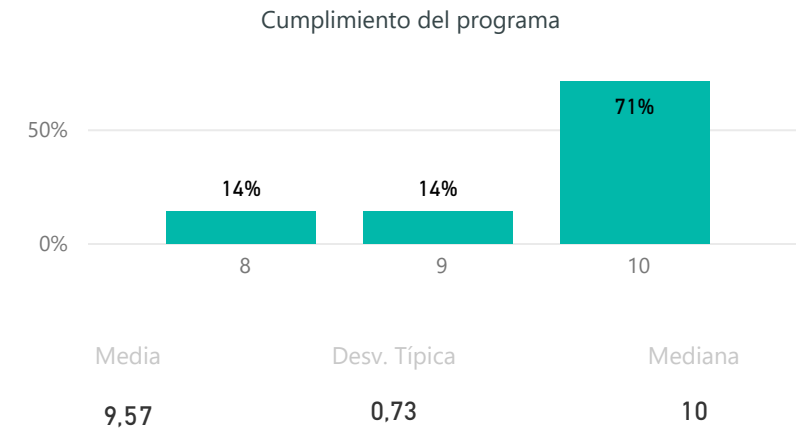 Cumplimiento del programa
71%
50%
14% 14%
0%
8 9 10
Media Desv. Típica Mediana
9,57 0,73 10